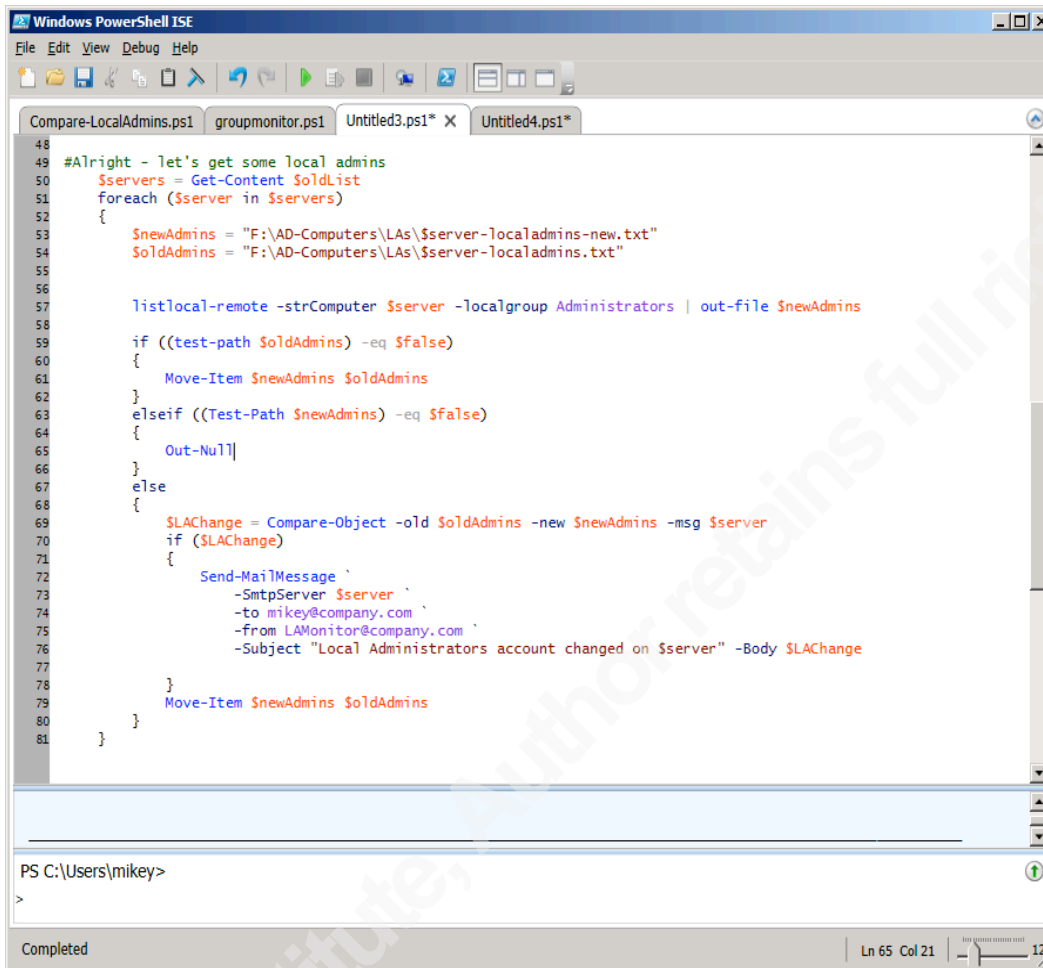 Windows PowerShell ISE
File Edit View Debug Help
Compare-LocalAdmins.ps1 groupmonitor.ps1 Untitled3.ps1* X Untitled4.ps1*
48
49 #Alright - let's get some local admins
50 $servers = Get-Content $oldList
51 foreach ($server in $servers)
52 {
53 $newAdmins = "F:\AD-Computers\LAs\$server-localadmins-new.txt"
54 $oldAdmins = "F:\AD-Computers\LAs\$server-localadmins.txt"
55
56
57 listlocal-remote -strComputer $server -localgroup Administrators | out-file $newAdmins
58
59 if ((test-path $oldAdmins) -eq $false)
60 {
61 Move-Item $newAdmins $oldAdmins
62 }
63 elseif ((Test-Path $newAdmins) -eq $false)
64 {
65 Out-Null
66 }
67 else
68 {
69 $LAChange = Compare-Object -old $oldAdmins -new $newAdmins -msg $server
70 if ($LAChange)
71 {
72 Send-MailMessage `
73 -SmtpServer $server `
74 -to mikey@company.com `
75 -from LAMonitor@company.com `
76 -Subject "Local Administrators account changed on $server" -Body $LAChange
77
78 }
79 Move-Item $newAdmins $oldAdmins
80 }
81 }
PS C:\Users\mikey>
>
Completed Ln 65 Col 21 12
Author retains full